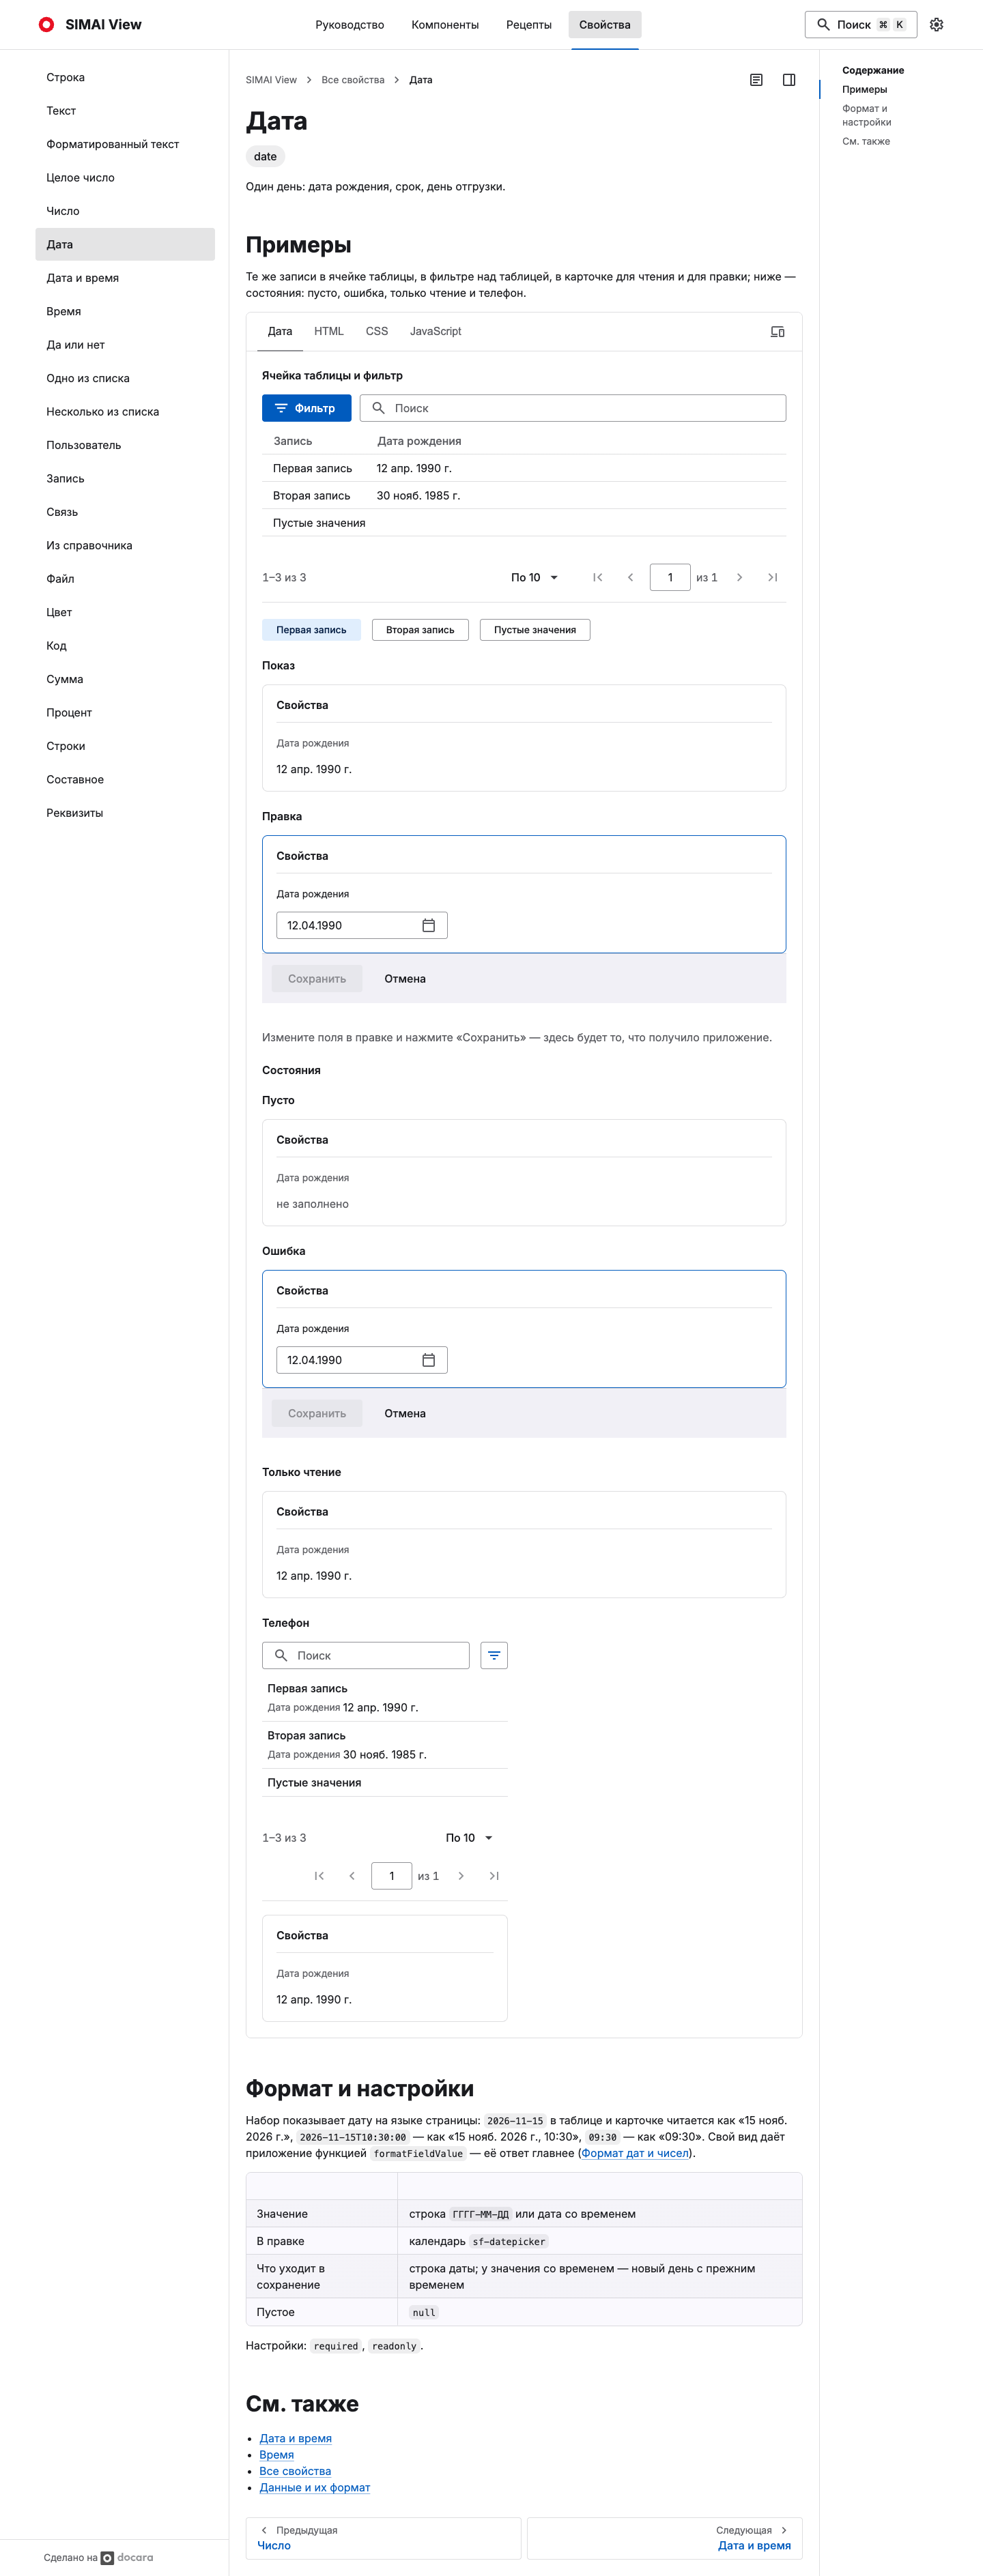 SIMAI View
Руководство
Компоненты
Рецепты
Свойства
Поиск ⌘ K
Строка
Текст
Форматированный текст
Целое число
Число
Дата
Дата и время
Время
Да или нет
Одно из списка
Несколько из списка
Пользователь
Запись
Связь
Из справочника
Файл
Цвет
Код
Сумма
Процент
Строки
Составное
Реквизиты
Сделано на docara
SIMAI View > Все свойства > Дата
Дата
date
Один день: дата рождения, срок, день отгрузки.
Примеры
Те же записи в ячейке таблицы, в фильтре над таблицей, в карточке для чтения и для правки; ниже —
состояния: пусто, ошибка, только чтение и телефон.
Дата HTML CSS JavaScript
Ячейка таблицы и фильтр
Фильтр Поиск
Запись Дата рождения
Первая запись 12 апр. 1990 г.
Вторая запись 30 нояб. 1985 г.
Пустые значения
1–3 из 3 По 10 1 из 1
Первая запись Вторая запись Пустые значения
Показ
Свойства
Дата рождения
12 апр. 1990 г.
Правка
Свойства
Дата рождения
12.04.1990
Сохранить Отмена
Измените поля в правке и нажмите «Сохранить» — здесь будет то, что получило приложение.
Состояния
Пусто
Свойства
Дата рождения
не заполнено
Ошибка
Свойства
Дата рождения
12.04.1990
Сохранить Отмена
Только чтение
Свойства
Дата рождения
12 апр. 1990 г.
Телефон
Поиск
Первая запись
Дата рождения 12 апр. 1990 г.
Вторая запись
Дата рождения 30 нояб. 1985 г.
Пустые значения
1–3 из 3 По 10
1 из 1
Свойства
Дата рождения
12 апр. 1990 г.
Формат и настройки
Набор показывает дату на языке страницы: 2026-11-15 в таблице и карточке читается как «15 нояб.
2026 г.», 2026-11-15T10:30:00 — как «15 нояб. 2026 г., 10:30», 09:30 — как «09:30». Свой вид даёт
приложение функцией formatFieldValue — её ответ главнее (Формат дат и чисел).
Значение строка ГГГГ-ММ-ДД или дата со временем
В правке календарь sf-datepicker
Что уходит в строка даты; у значения со временем — новый день с прежним
сохранение временем
Пустое null
Настройки: required, readonly.
См. также
Дата и время
Время
Все свойства
Данные и их формат
Предыдущая
Число
Следующая
Дата и время
Содержание
Примеры
Формат и
настройки
См. также